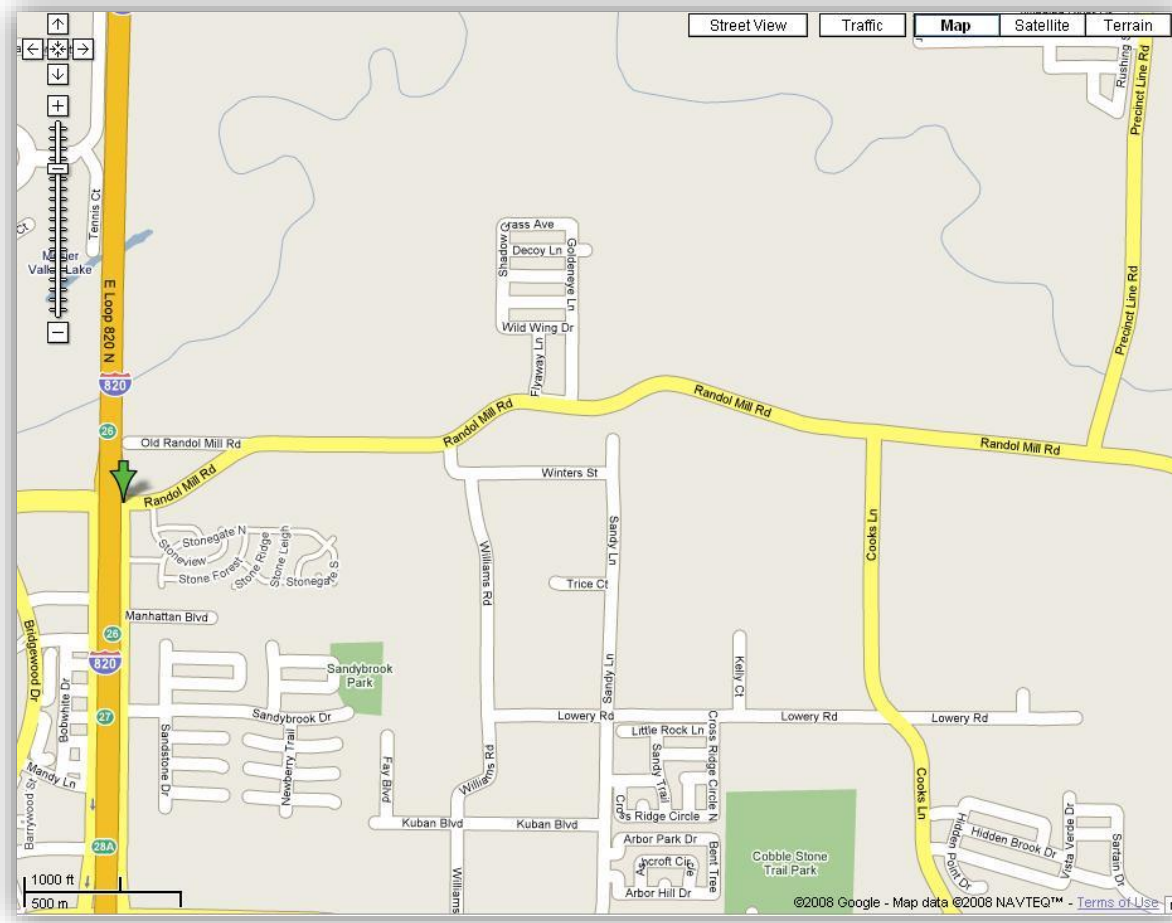 Street View
Traffic
Map
Satellite
Terrain
Rushing
Precinct Line Rd
Tennis Ct
Ct
Lake
E Loop 820 N
Shadow Grass Ave
Decoy Ln
Goldeneye Ln
Wild Wing Dr
Flyaway Ln
Precinct Line Rd
820
26
Old Randol Mill Rd
Randol Mill Rd
Randol Mill Rd
Randol Mill Rd
Randol Mill Rd
Winters St
Stonegate N
Stoneview
Stone Forest
Stone Ridge
Stone Leigh
Stonegate S
Sandy Ln
Williams Rd
Cooks Ln
Trice Ct
Manhattan Blvd
26
820
Bridgewood Dr
Bobwhite Dr
Sandybrook
Park
Sandy Ln
Kelly Ct
27
Sandybrook Dr
Lowery Rd
Lowery Rd
Lowery Rd
Little Rock Ln
Cross Ridge Circle N
Sandstone Dr
Newberry Trail
Fay Blvd
Williams Rd
Sandy Trail
Mandy Ln
Barrywood St
Cross Ridge Circle
Cooks Ln
Kuban Blvd
Kuban Blvd
Arbor Park Dr
Bent Tree
Ashcroft Circle
Arbor Hill Dr
Cobble Stone
Trail Park
Hidden Brook Dr
Hidden Point Dr
Vista Verde Dr
Sartain Dr
28A
Williams
1000 ft
500 m
©2008 Google - Map data ©2008 NAVTEQ™ - Terms of Use